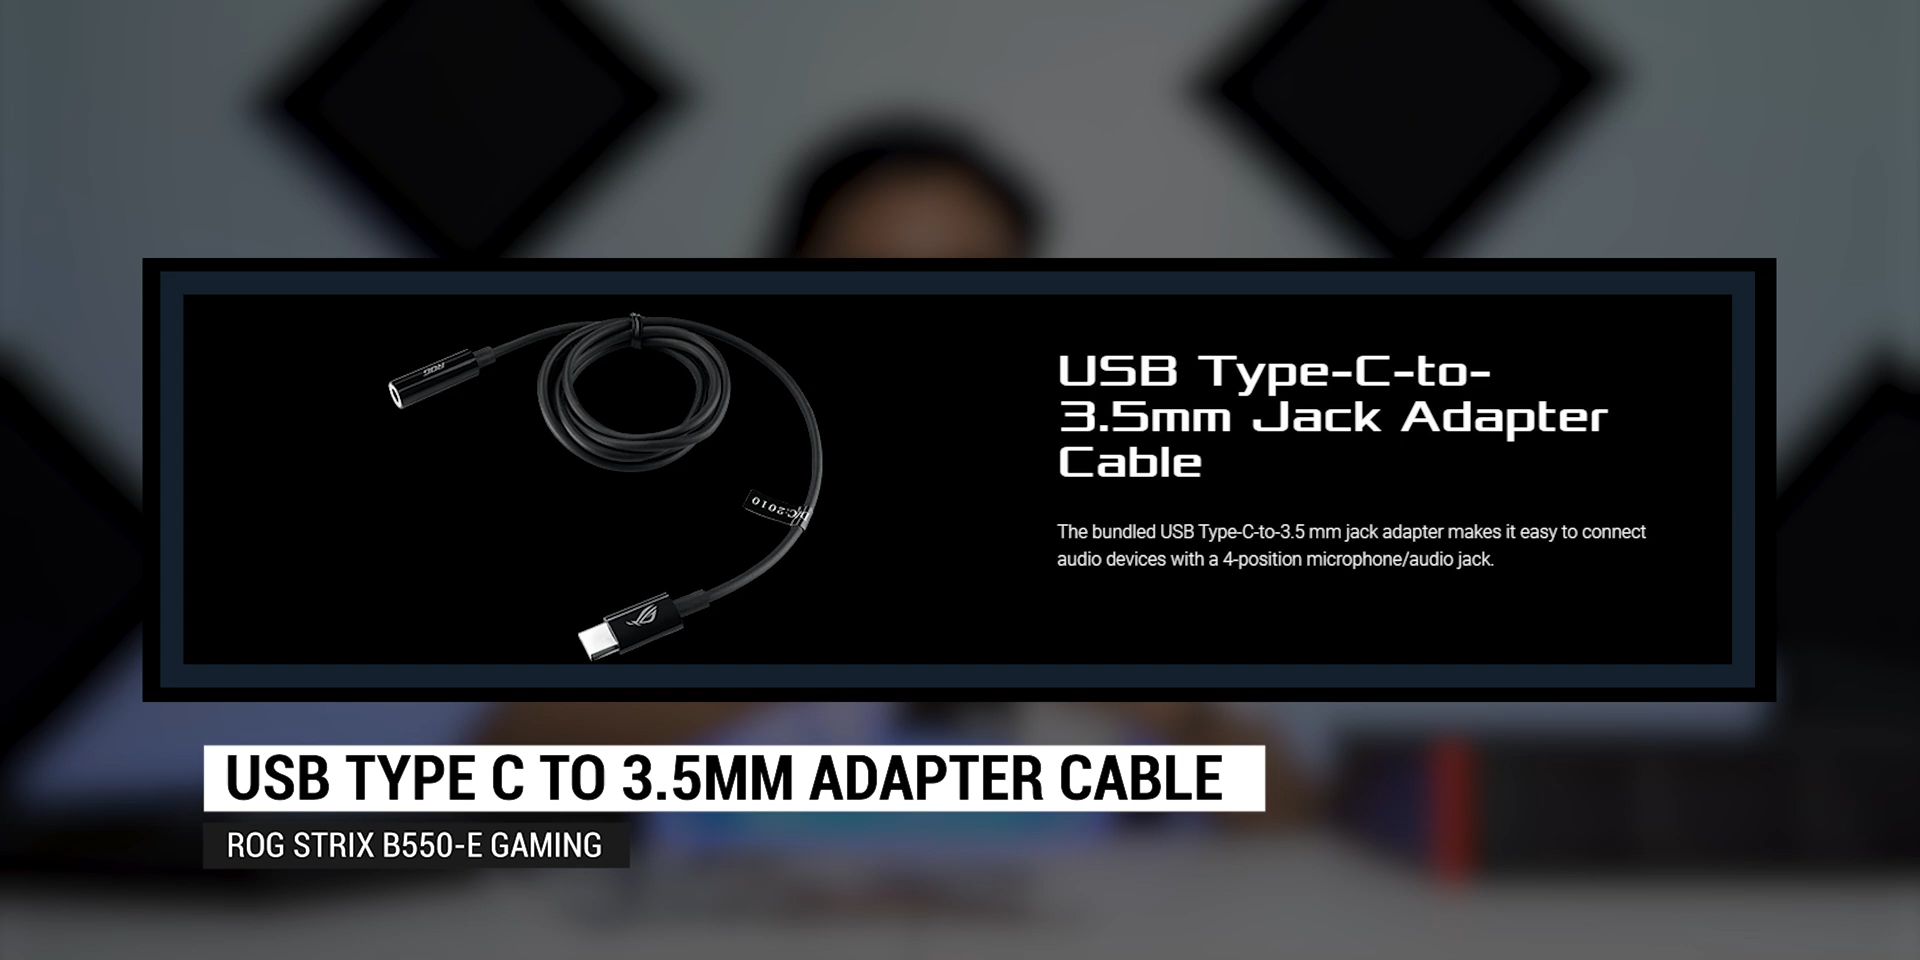 ROG
USB Type-C-to-
3.5mm Jack Adapter
Cable
The bundled USB Type-C-to-3.5 mm jack adapter makes it easy to connect
audio devices with a 4-position microphone/audio jack.
USB TYPE C TO 3.5MM ADAPTER CABLE
ROG STRIX B550-E GAMING